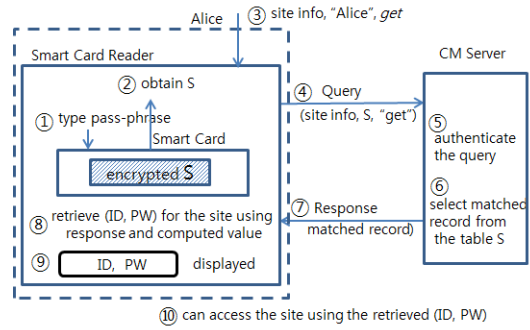 Alice
③ site info, “Alice”, get
Smart Card Reader
② obtain S
① type pass-phrase
Smart Card
encrypted S
④ Query
(site info, S, “get”)
CM Server
⑤
authenticate
the query
⑥
select matched
record from
the table S
⑦ Response
matched record)
⑧ retrieve (ID, PW) for the site using
response and computed value
⑨ ID, PW displayed
⑩ can access the site using the retrieved (ID, PW)